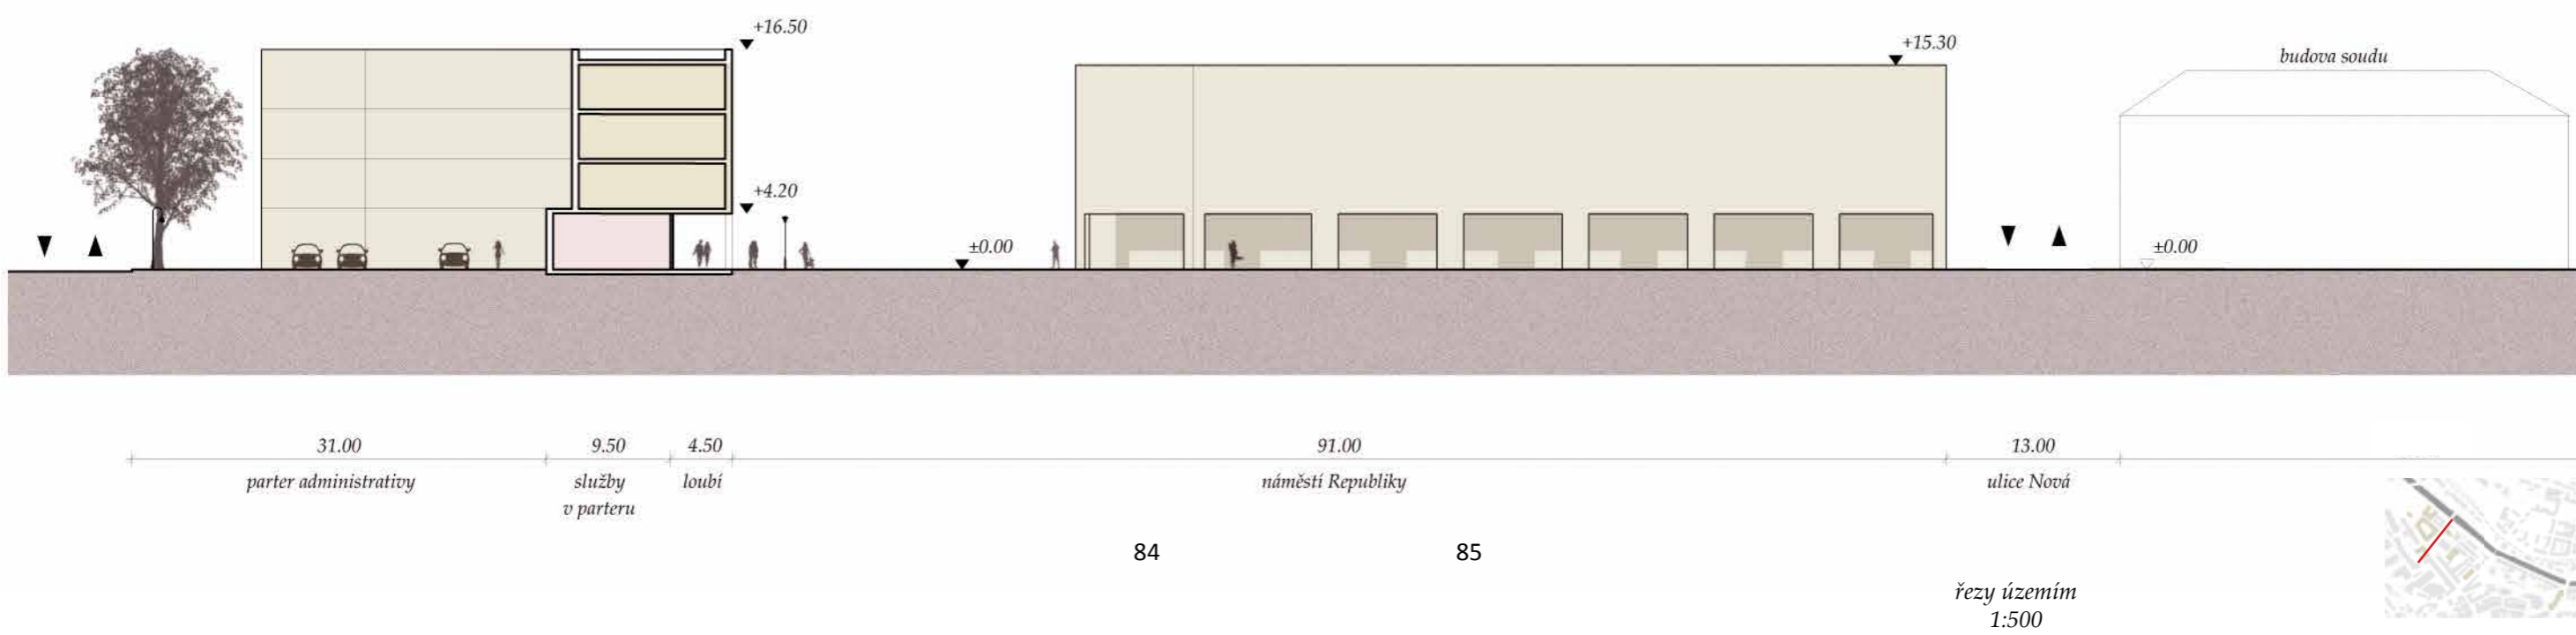 +16.50
+15.30
budova soudu
+4.20
±0.00
±0.00
31.00
9.50
4.50
91.00
13.00
parter administrativy
služby
v parteru
loubí
náměstí Republiky
ulice Nová
84
85
řezy územím
1:500